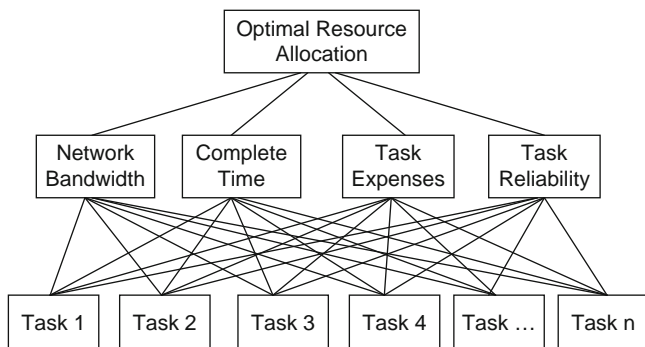 Optimal Resource
Allocation
Network
Bandwidth
Complete
Time
Task
Expenses
Task
Reliability
Task 1
Task 2
Task 3
Task 4
Task …
Task n